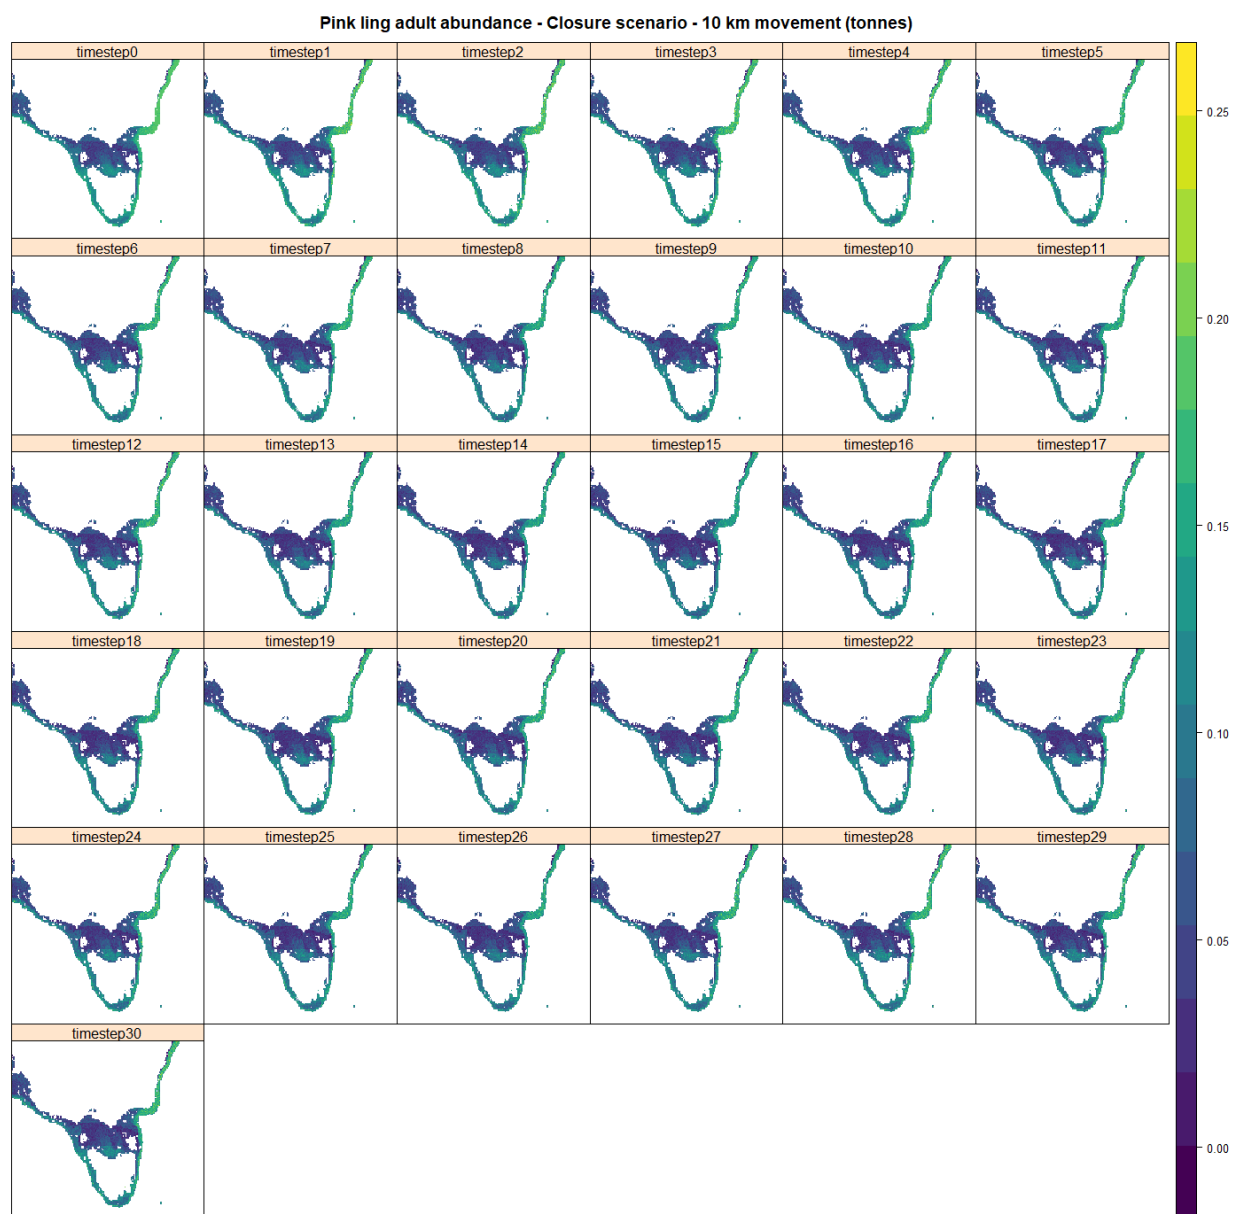 Pink ling adult abundance - Closure scenario - 10 km movement (tonnes)
timestep0 timestep1 timestep2 timestep3 timestep4 timestep5
timestep6 timestep7 timestep8 timestep9 timestep10 timestep11
timestep12 timestep13 timestep14 timestep15 timestep16 timestep17
timestep18 timestep19 timestep20 timestep21 timestep22 timestep23
timestep24 timestep25 timestep26 timestep27 timestep28 timestep29
timestep30
0.25
0.20
0.15
0.10
0.05
0.00